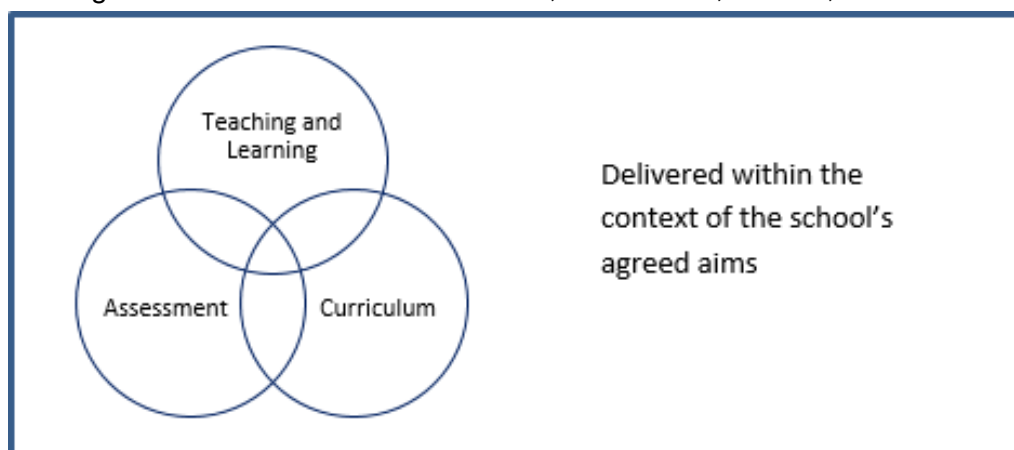 Teaching and
Learning
Assessment
Curriculum
Delivered within the
context of the school's
agreed aims